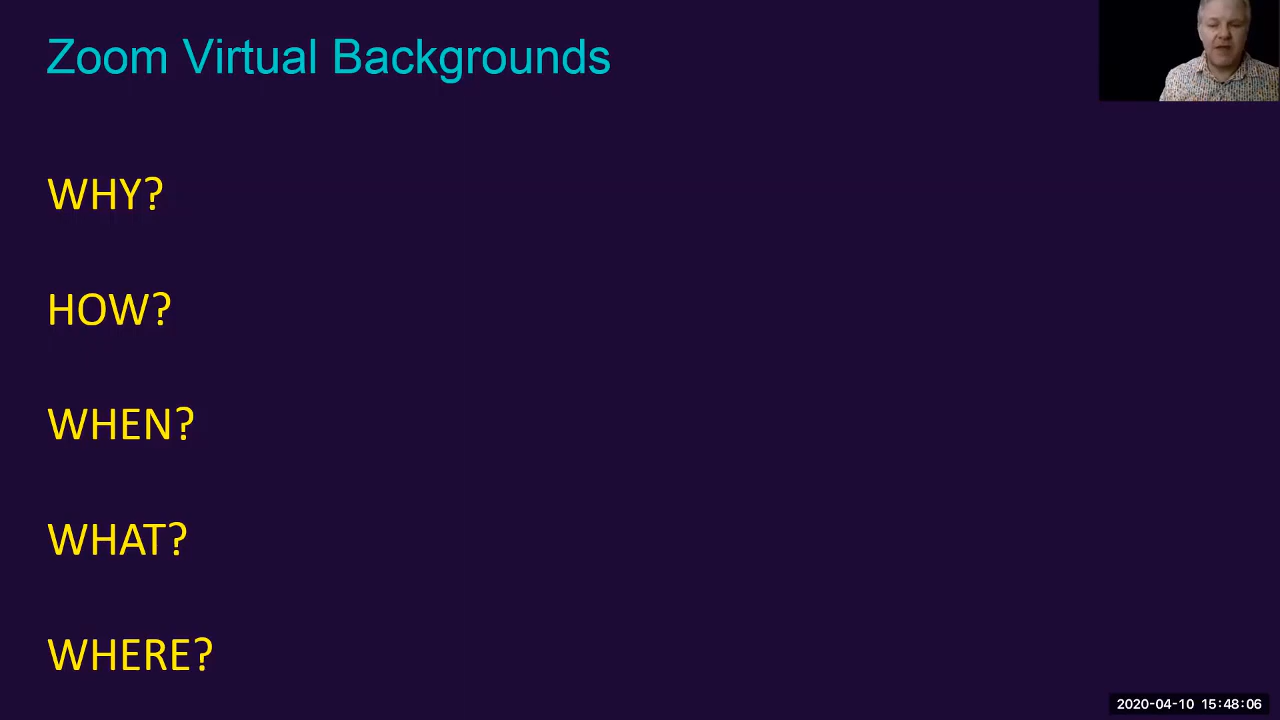 Zoom Virtual Backgrounds
WHY?
HOW?
WHEN?
WHAT?
WHERE?
2020-04-10 15:48:06